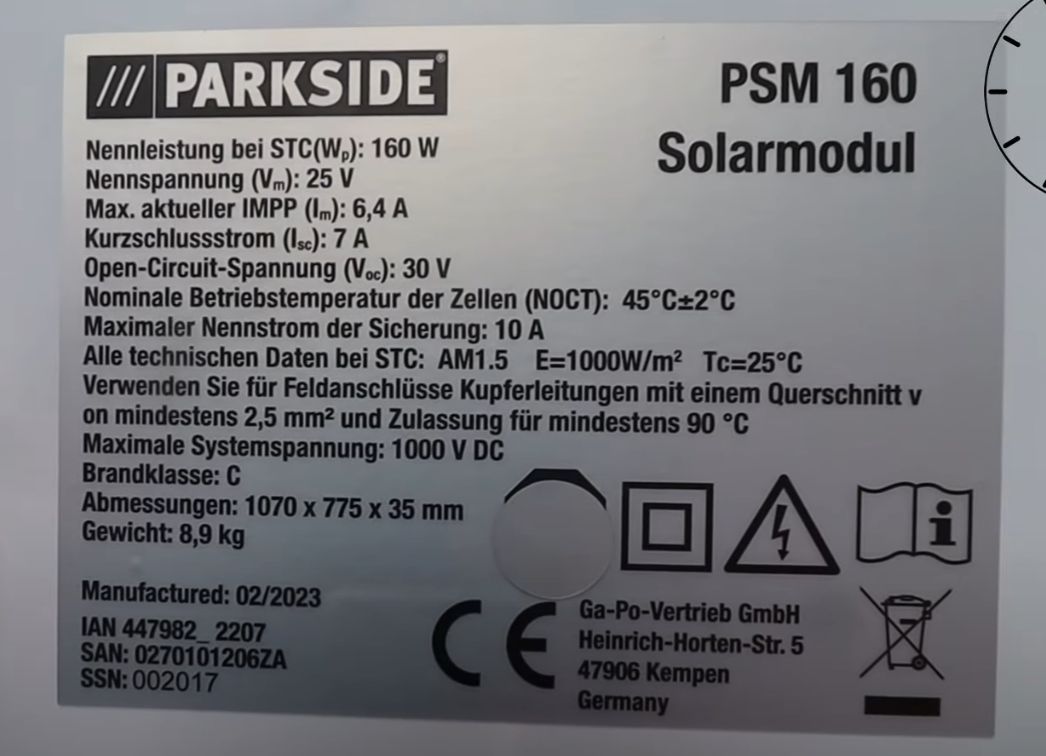 /// PARKSIDE®
PSM 160
Solarmodul
Nennleistung bei STC(Wp): 160 W
Nennspannung (Vm): 25 V
Max. aktueller IMPP (Im): 6,4 A
Kurzschlussstrom (Isc): 7 A
Open-Circuit-Spannung (Voc): 30 V
Nominale Betriebstemperatur der Zellen (NOCT): 45°C±2°C
Maximaler Nennstrom der Sicherung: 10 A
Alle technischen Daten bei STC: AM1.5 E=1000W/m² Tc=25°C
Verwenden Sie für Feldanschlüsse Kupferleitungen mit einem Querschnitt v
on mindestens 2,5 mm² und Zulassung für mindestens 90 °C
Maximale Systemspannung: 1000 V DC
Brandklasse: C
Abmessungen: 1070 x 775 x 35 mm
Gewicht: 8,9 kg
Manufactured: 02/2023
IAN 447982_ 2207
SAN: 0270101206ZA
SSN: 002017
CE
Ga-Po-Vertrieb GmbH
Heinrich-Horten-Str. 5
47906 Kempen
Germany